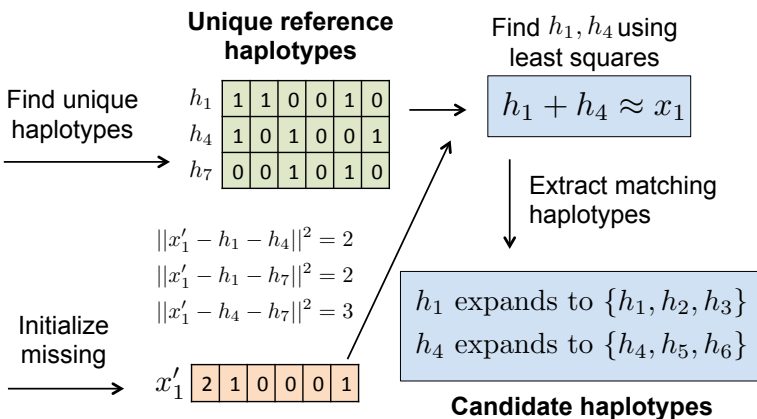 Unique reference
haplotypes
Find unique
haplotypes
h₁ 1 1 0 0 1 0
h₄ 1 0 1 0 0 1
h₇ 0 0 1 0 1 0
Find h₁, h₄ using
least squares
h₁ + h₄ ≈ x₁
Extract matching
haplotypes
||x′₁ − h₁ − h₄||² = 2
||x′₁ − h₁ − h₇||² = 2
||x′₁ − h₄ − h₇||² = 3
h₁ expands to {h₁, h₂, h₃}
h₄ expands to {h₄, h₅, h₆}
Candidate haplotypes
Initialize
missing
x′₁ 2 1 0 0 0 1